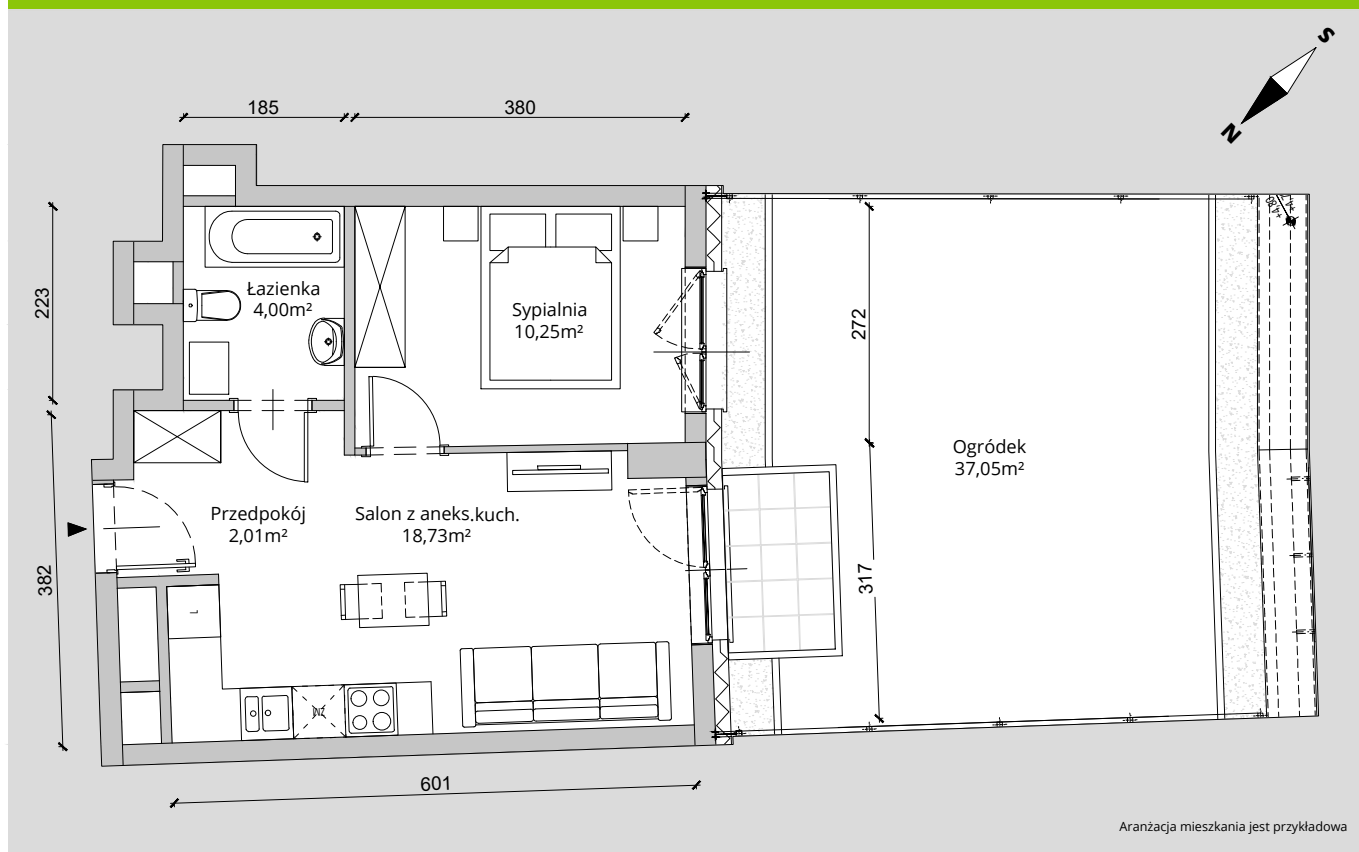 S
N
185
380
223
Łazienka
4,00m²
Sypialnia
10,25m²
272
Ogródek
37,05m²
Przedpokój
2,01m²
Salon z aneks.kuch.
18,73m²
382
317
L
ZM
601
Aranżacja mieszkania jest przykładowa